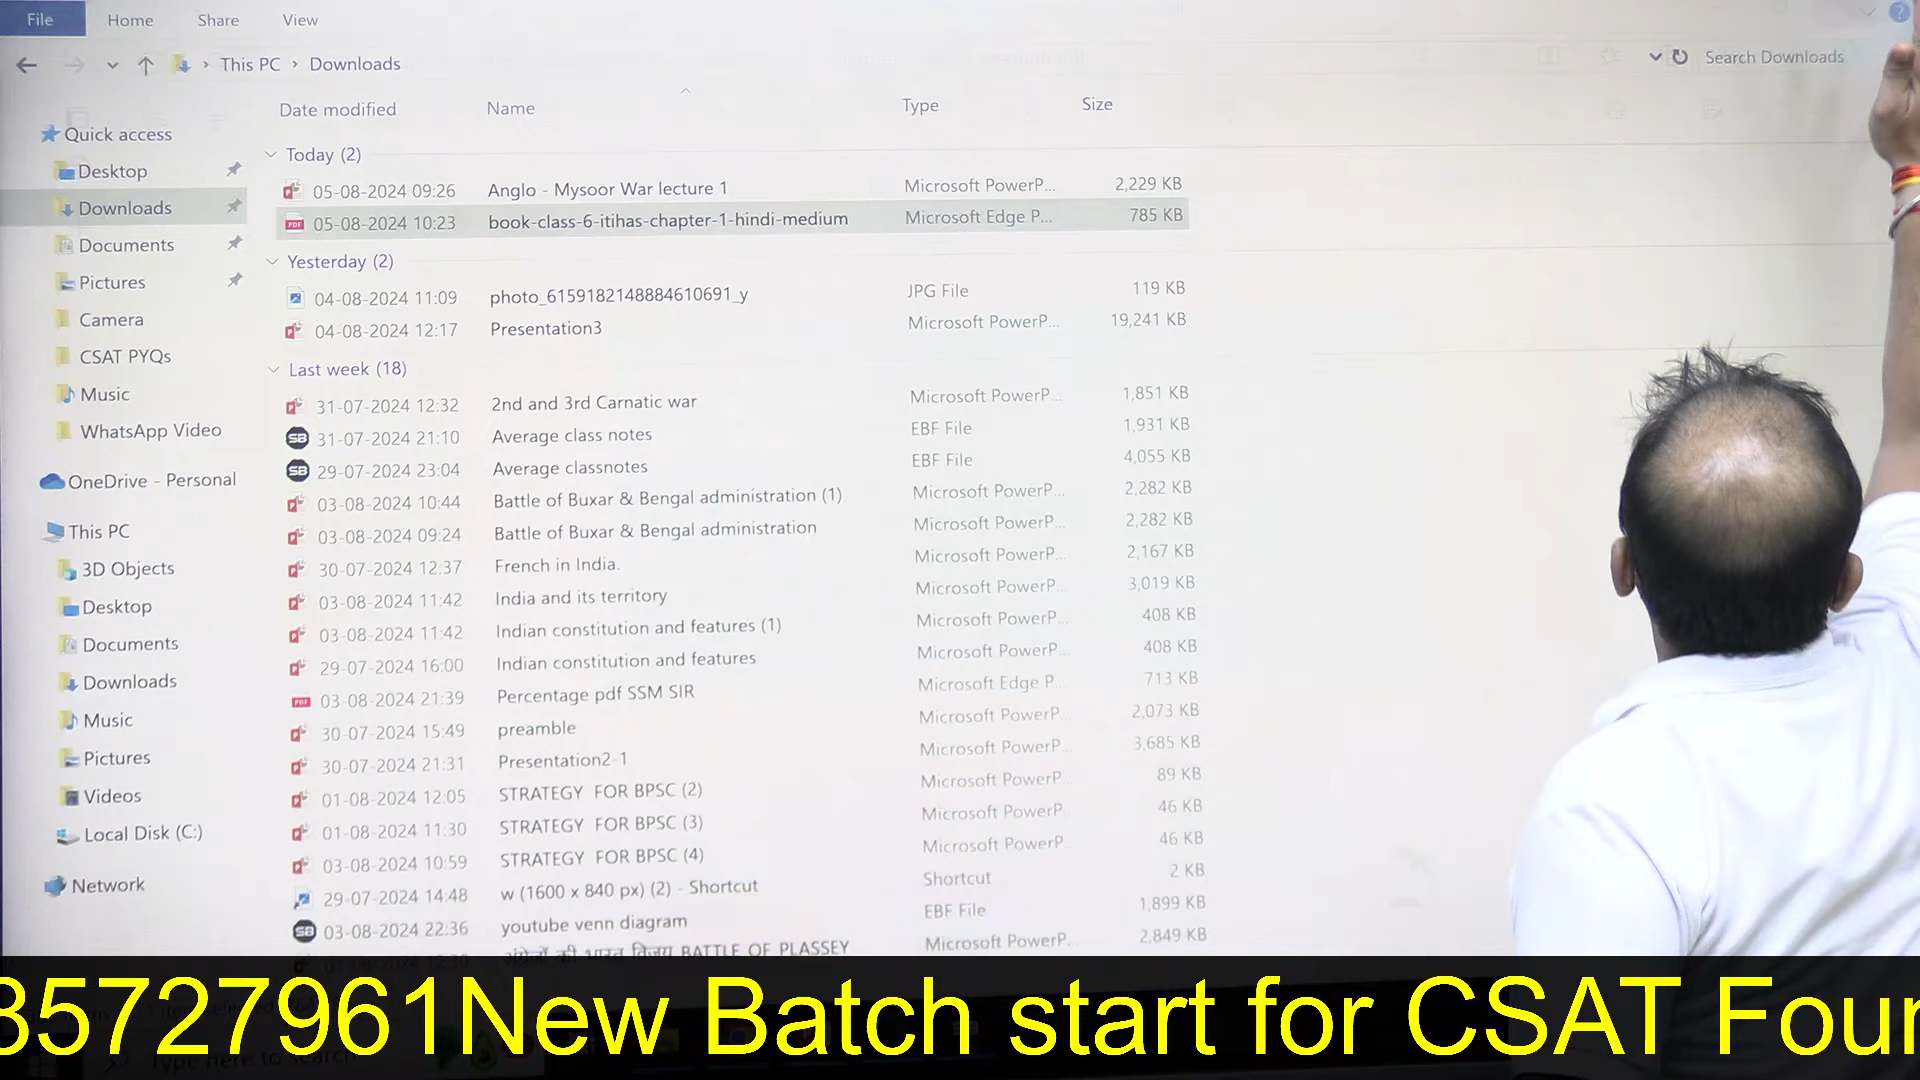 File Home Share View
This PC > Downloads Search Downloads
Date modified Name Type Size
Quick access
Desktop
Downloads
Documents
Pictures
Camera
CSAT PYQs
Music
WhatsApp Video
OneDrive - Personal
This PC
3D Objects
Desktop
Documents
Downloads
Music
Pictures
Videos
Local Disk (C:)
Network
Today (2)
05-08-2024 09:26 Anglo - Mysoor War lecture 1 Microsoft PowerP... 2,229 KB
05-08-2024 10:23 book-class-6-itihas-chapter-1-hindi-medium Microsoft Edge P... 785 KB
Yesterday (2)
04-08-2024 11:09 photo_6159182148884610691_y JPG File 119 KB
04-08-2024 12:17 Presentation3 Microsoft PowerP... 19,241 KB
Last week (18)
31-07-2024 12:32 2nd and 3rd Carnatic war Microsoft PowerP... 1,851 KB
31-07-2024 21:10 Average class notes EBF File 1,931 KB
29-07-2024 23:04 Average classnotes EBF File 4,055 KB
03-08-2024 10:44 Battle of Buxar & Bengal administration (1) Microsoft PowerP... 2,282 KB
03-08-2024 09:24 Battle of Buxar & Bengal administration Microsoft PowerP... 2,282 KB
30-07-2024 12:37 French in India. Microsoft PowerP... 2,167 KB
03-08-2024 11:42 India and its territory Microsoft PowerP... 3,019 KB
03-08-2024 11:42 Indian constitution and features (1) Microsoft PowerP... 408 KB
29-07-2024 16:00 Indian constitution and features Microsoft PowerP... 408 KB
03-08-2024 21:39 Percentage pdf SSM SIR Microsoft Edge P... 713 KB
30-07-2024 15:49 preamble Microsoft PowerP... 2,073 KB
30-07-2024 21:31 Presentation2-1 Microsoft PowerP... 3,685 KB
01-08-2024 12:05 STRATEGY FOR BPSC (2) Microsoft PowerP... 89 KB
01-08-2024 11:30 STRATEGY FOR BPSC (3) Microsoft PowerP... 46 KB
03-08-2024 10:59 STRATEGY FOR BPSC (4) Microsoft PowerP... 46 KB
29-07-2024 14:48 w (1600 x 840 px) (2) - Shortcut Shortcut 2 KB
03-08-2024 22:36 youtube venn diagram EBF File 1,899 KB
अंग्रेजों की भारत विजय BATTLE OF PLASSEY Microsoft PowerP... 2,849 KB
85727961New Batch start for CSAT Four
Type here to search